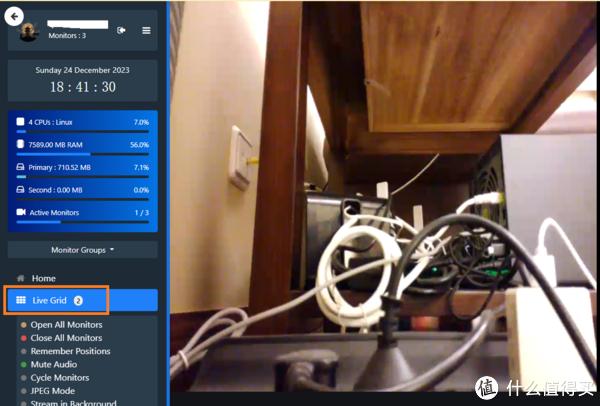 Monitors : 3
Sunday 24 December 2023
18 : 41 : 30
4 CPUs : Linux 7.0%
7589.00 MB RAM 56.0%
Primary : 710.52 MB 7.1%
Second : 0.00 MB 0.0%
Active Monitors 1 / 3
Monitor Groups
Home
Live Grid 2
Open All Monitors
Close All Monitors
Remember Positions
Mute Audio
Cycle Monitors
JPEG Mode
Stream in Background
值 什么值得买